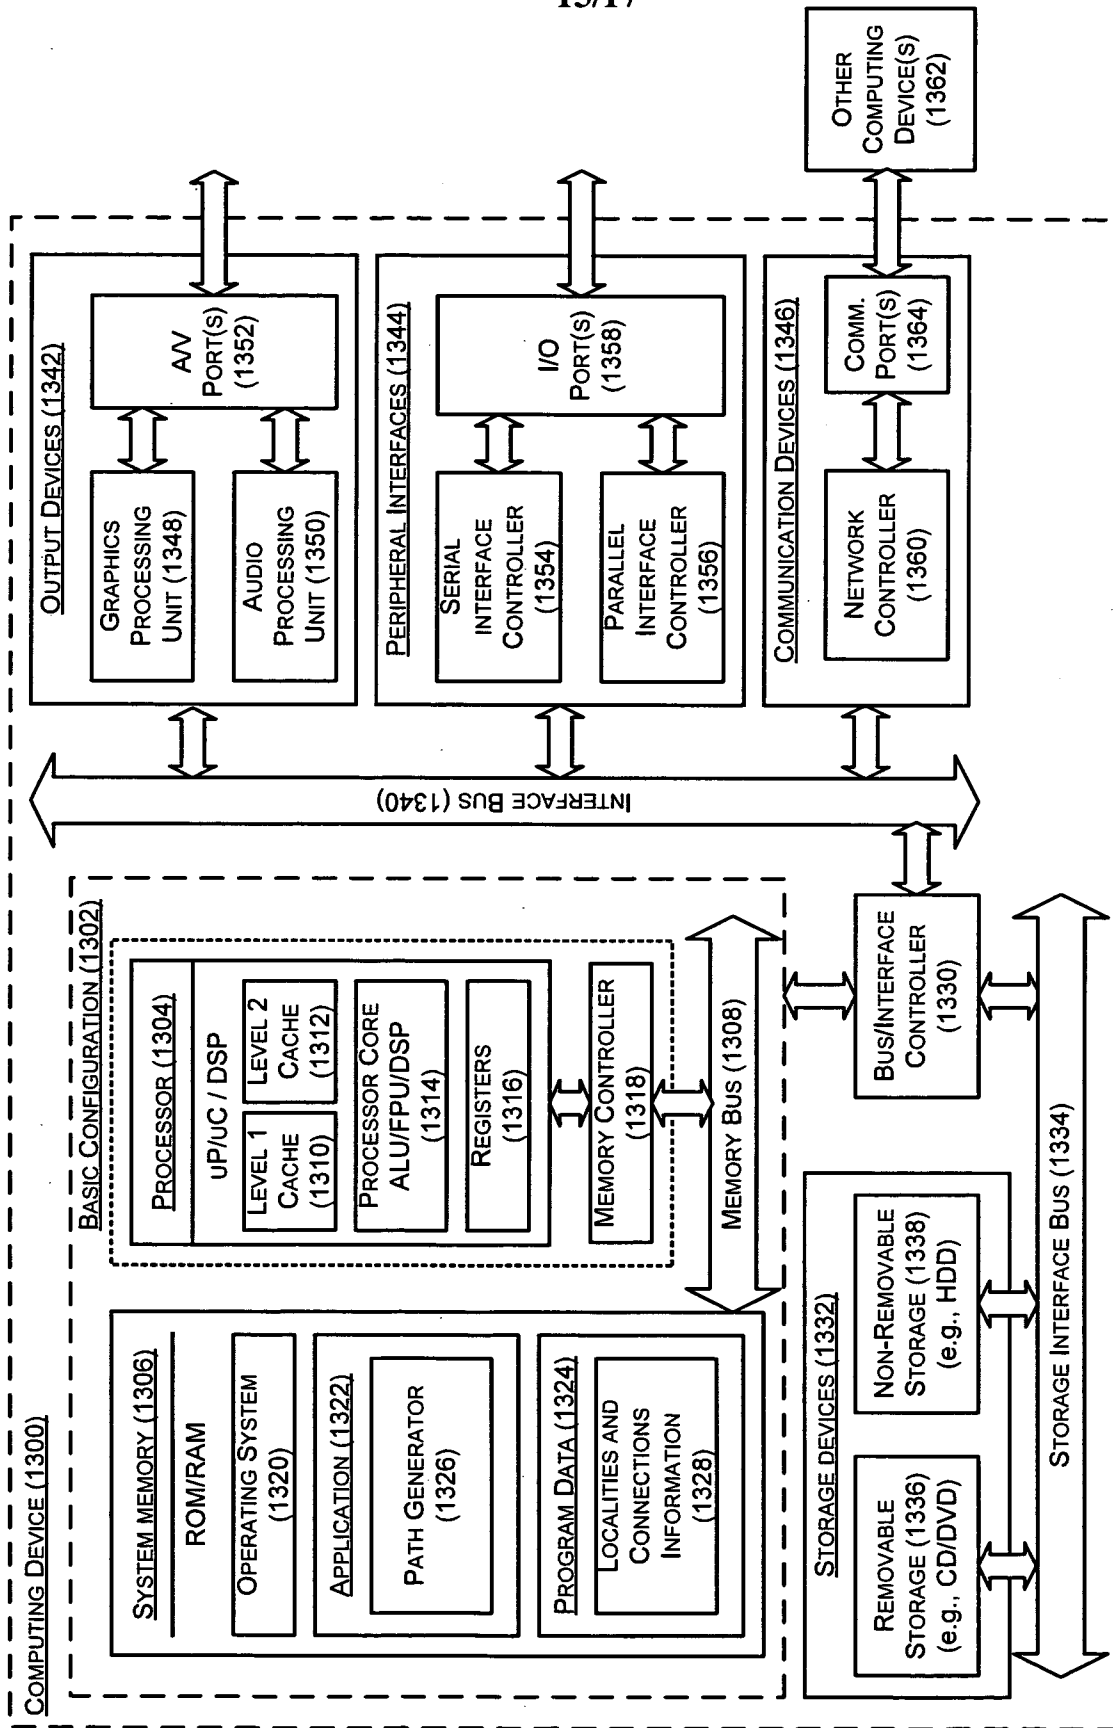 13/17
COMPUTING DEVICE (1300)
BASIC CONFIGURATION (1302)
SYSTEM MEMORY (1306)
ROM/RAM
OPERATING SYSTEM
(1320)
APPLICATION (1322)
PATH GENERATOR
(1326)
PROGRAM DATA (1324)
LOCALITIES AND
CONNECTIONS
INFORMATION
(1328)
PROCESSOR (1304)
uP/uC / DSP
LEVEL 1
CACHE
(1310)
LEVEL 2
CACHE
(1312)
PROCESSOR CORE
ALU/FPU/DSP
(1314)
REGISTERS
(1316)
MEMORY CONTROLLER
(1318)
MEMORY BUS (1308)
STORAGE DEVICES (1332)
REMOVABLE
STORAGE (1336)
(e.g., CD/DVD)
NON-REMOVABLE
STORAGE (1338)
(e.g., HDD)
BUS/INTERFACE
CONTROLLER
(1330)
STORAGE INTERFACE BUS (1334)
INTERFACE BUS (1340)
OUTPUT DEVICES (1342)
GRAPHICS
PROCESSING
UNIT (1348)
AUDIO
PROCESSING
UNIT (1350)
A/V
PORT(S)
(1352)
PERIPHERAL INTERFACES (1344)
SERIAL
INTERFACE
CONTROLLER
(1354)
PARALLEL
INTERFACE
CONTROLLER
(1356)
I/O
PORT(S)
(1358)
COMMUNICATION DEVICES (1346)
NETWORK
CONTROLLER
(1360)
COMM.
PORT(S)
(1364)
OTHER
COMPUTING
DEVICE(S)
(1362)